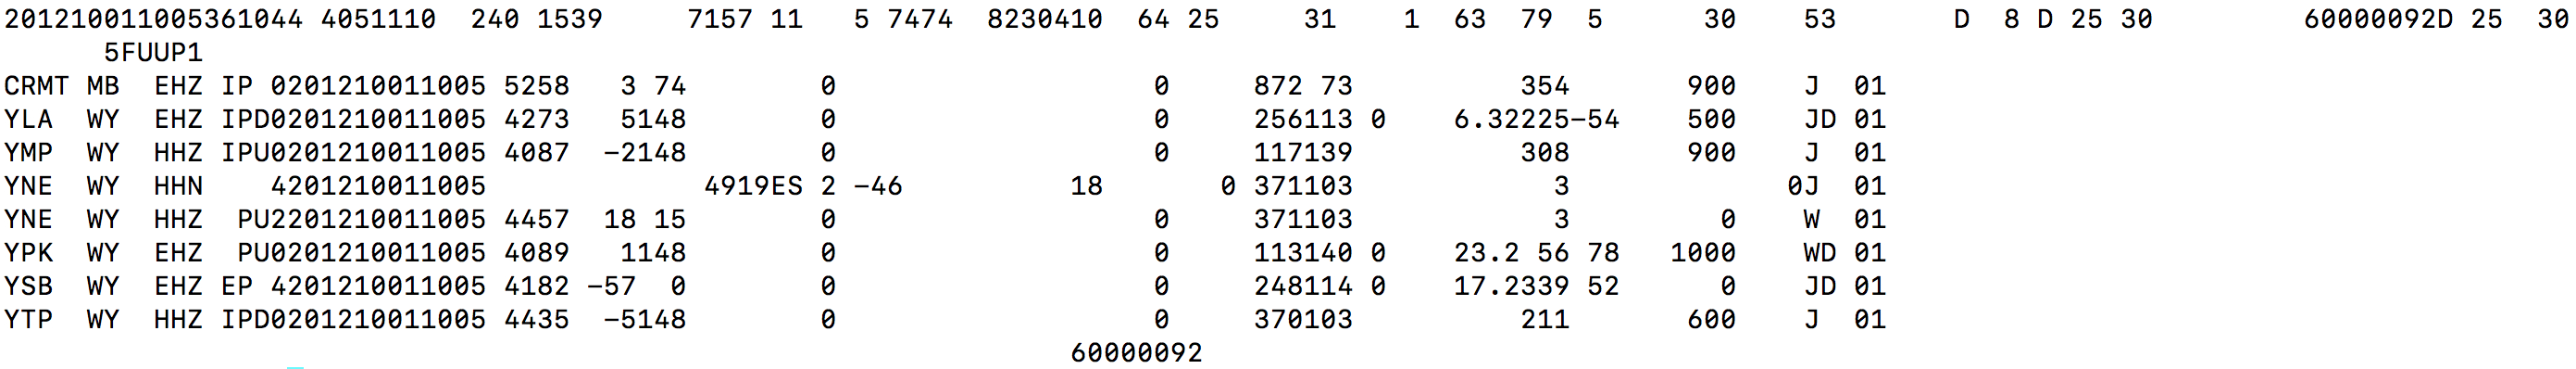 201210011005361044 4051110  240 1539     7157 11   5 7474  8230410  64 25     31    1  63  79  5      30    53       D  8 D 25 30         60000092D 25  30
      5FUUP1
CRMT MB  EHZ IP 0201210011005 5258   3 74        0                   0     872 73          354       900    J  01
YLA  WY  EHZ IPD0201210011005 4273   5148        0                   0     256113 0    6.32225-54    500    JD 01
YMP  WY  HHZ IPU0201210011005 4087  -2148        0                   0     117139          308       900    J  01
YNE  WY  HHN    4201210011005             4919ES 2 -46          18       0 371103            3             0J  01
YNE  WY  HHZ  PU2201210011005 4457  18 15        0                   0     371103            3         0    W  01
YPK  WY  EHZ  PU0201210011005 4089   1148        0                   0     113140 0    23.2 56 78   1000    WD 01
YSB  WY  EHZ EP 4201210011005 4182 -57  0        0                   0     248114 0    17.2339 52      0    JD 01
YTP  WY  HHZ IPD0201210011005 4435  -5148        0                   0     370103          211       600    J  01
                                                                60000092